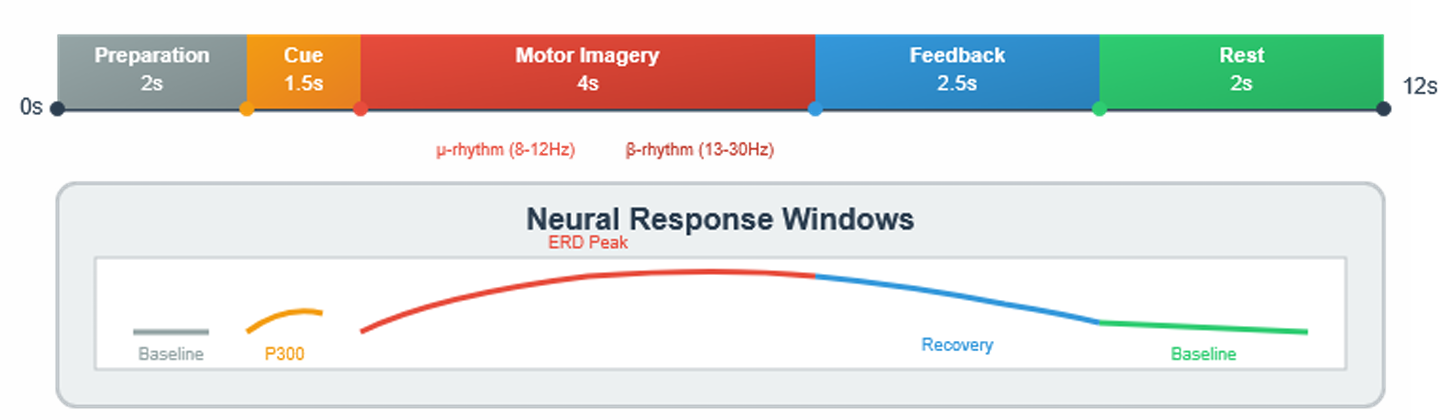 Preparation
2s
Cue
1.5s
Motor Imagery
4s
Feedback
2.5s
Rest
2s
0s
12s
μ-rhythm (8-12Hz)
β-rhythm (13-30Hz)
Neural Response Windows
ERD Peak
Baseline
P300
Recovery
Baseline